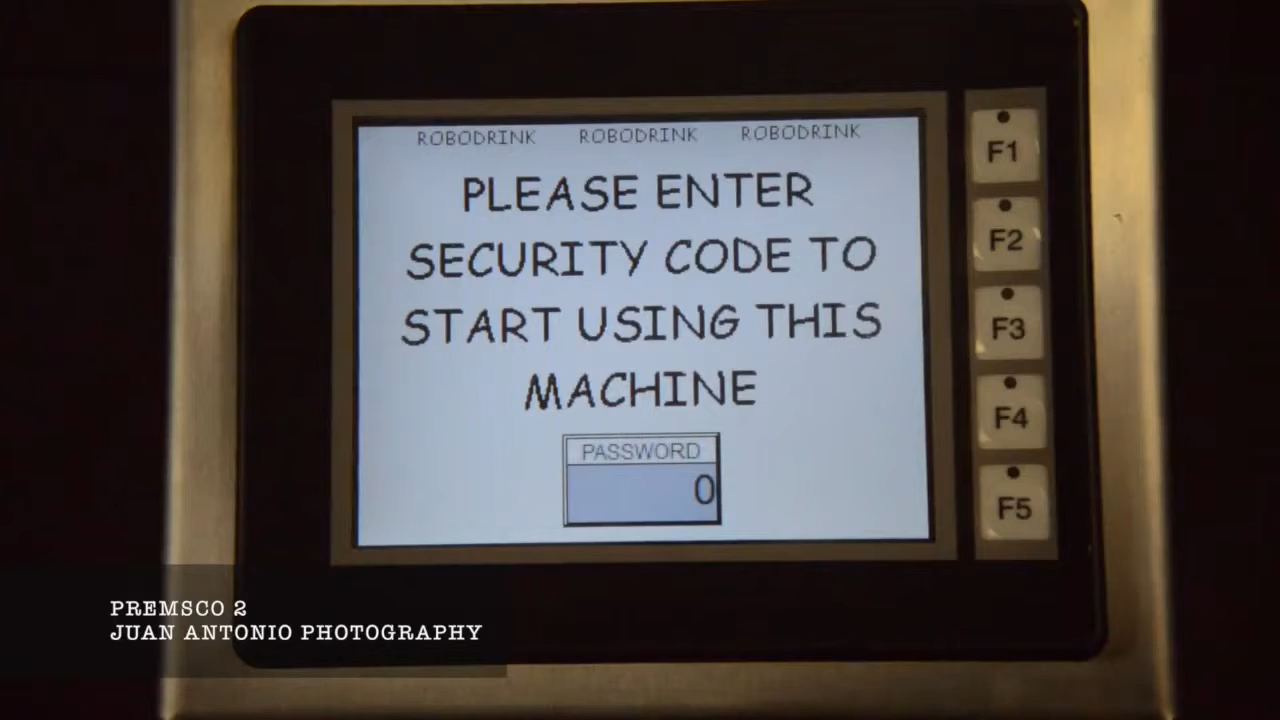 ROBODRINK ROBODRINK ROBODRINK
PLEASE ENTER
SECURITY CODE TO
START USING THIS
MACHINE
PASSWORD
0
F1
F2
F3
F4
F5
PREMSCO 2
JUAN ANTONIO PHOTOGRAPHY